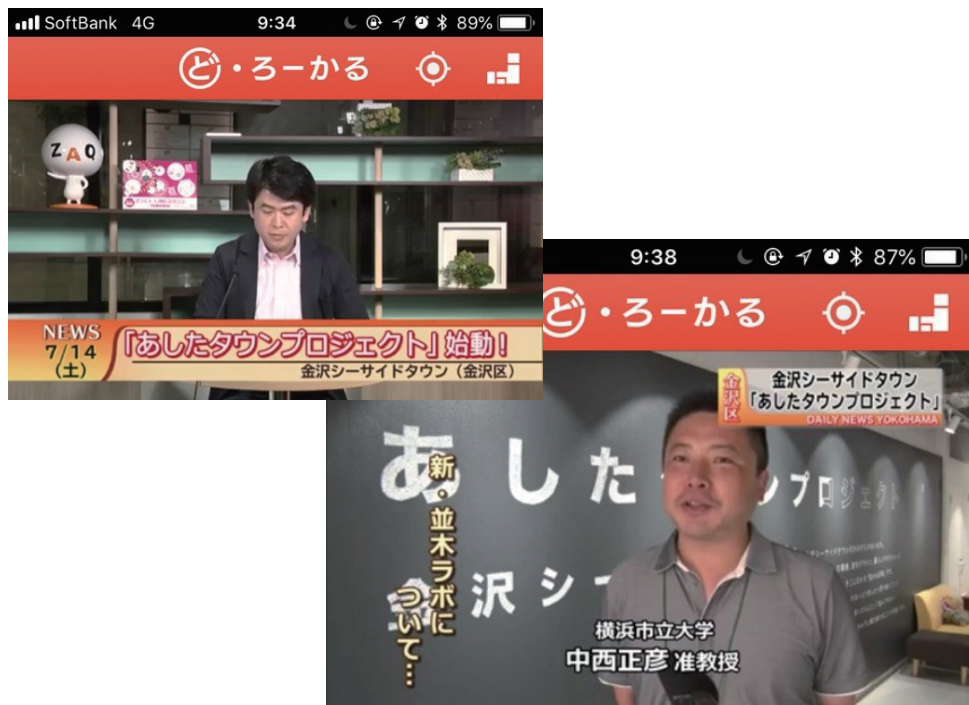 SoftBank 4G 9:34 89%
ど・ろーかる
ZAQ
NEWS
7/14
(土)
「あしたタウンプロジェクト」始動!
金沢シーサイドタウン(金沢区)
9:38 87%
ど・ろーかる
金沢区
金沢シーサイドタウン
「あしたタウンプロジェクト」
DAILY NEWS YOKOHAMA
あした
ンプロジェクト
金沢シー
新・並木ラボに
ついて…
横浜市立大学
中西正彦 准教授